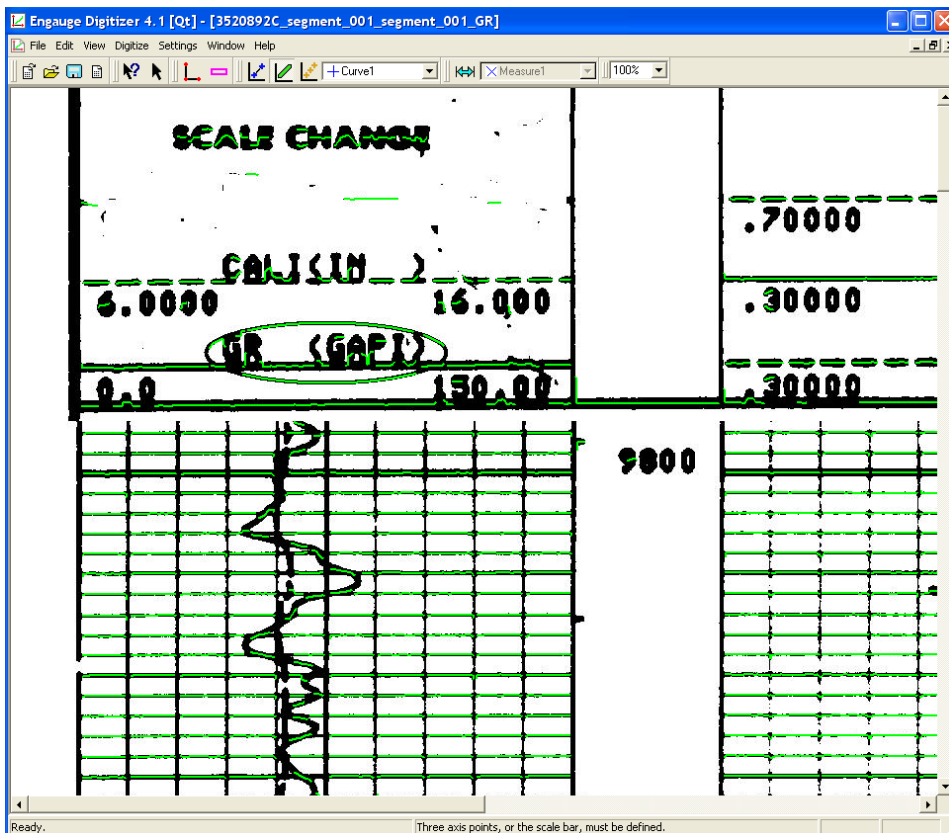 Engauge Digitizer 4.1 [Qt] - [3520892C_segment_001_segment_001_GR]
File Edit View Digitize Settings Window Help
Curve1 Measure1 100%
SCALE CHANGE
.70000
CALI(IN )
6.0000 16.000 .30000
GR (GAPI)
0.0 150.00 .30000
9800
Ready. Three axis points, or the scale bar, must be defined.